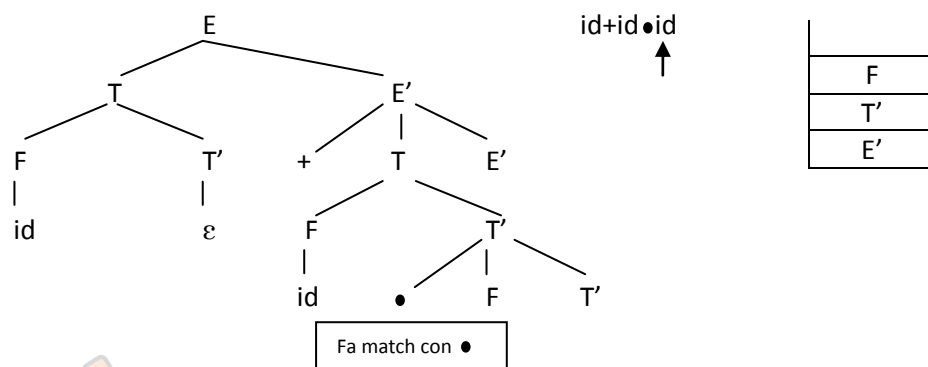 E
id+id•id
F
T
E'
T'
E'
F
T'
+
T
E'
id
ε
F
T'
id
•
F
T'
Fa match con •